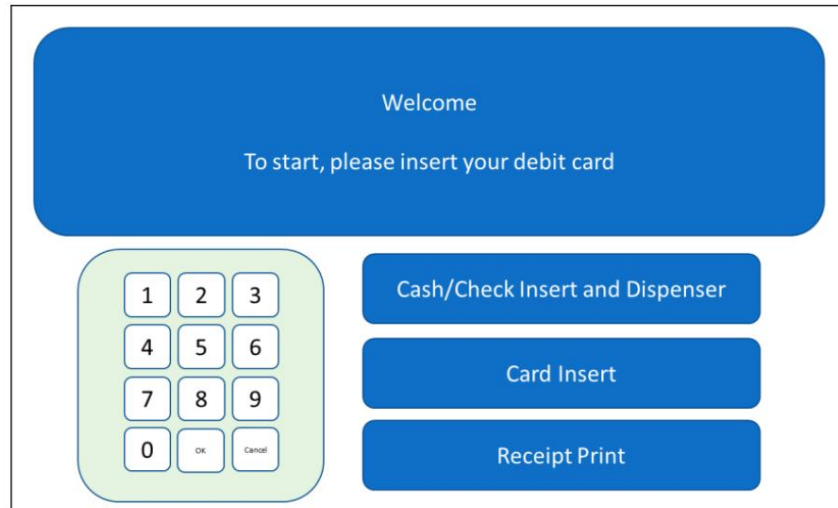 Welcome
To start, please insert your debit card
1 2 3
4 5 6
7 8 9
0 OK Cancel
Cash/Check Insert and Dispenser
Card Insert
Receipt Print